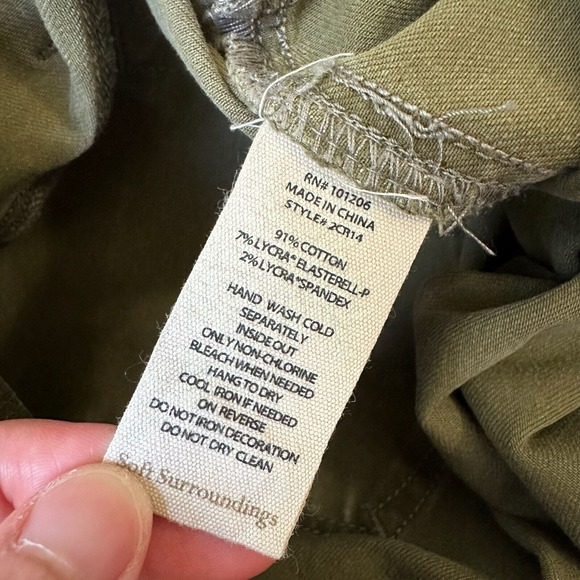 RN# 101206
MADE IN CHINA
STYLE# 2CR14
91% COTTON
7% LYCRA® ELASTERELL-P
2% LYCRA® SPANDEX
HAND WASH COLD
SEPARATELY
INSIDE OUT
ONLY NON-CHLORINE
BLEACH WHEN NEEDED
HANG TO DRY
COOL IRON IF NEEDED
ON REVERSE
DO NOT IRON DECORATION
DO NOT DRY CLEAN
Soft Surroundings